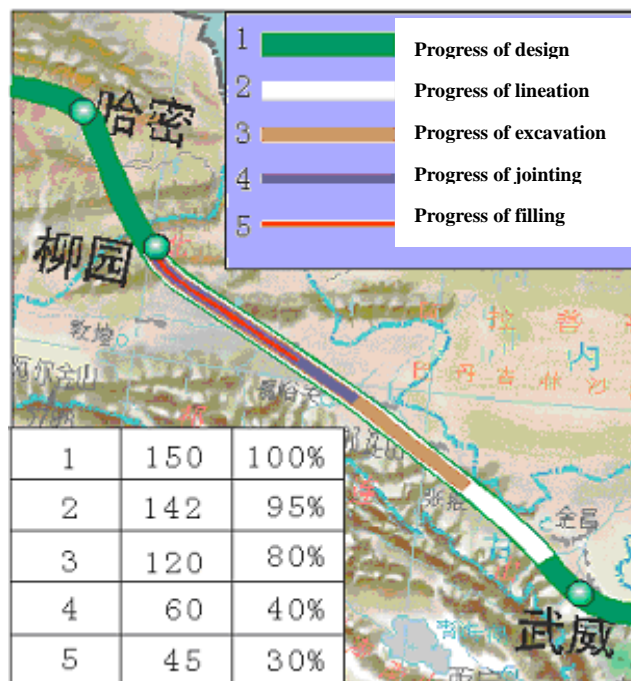 1 Progress of design
2 Progress of lineation
3 Progress of excavation
4 Progress of jointing
5 Progress of filling
哈密
柳园
敦煌
内
武威
1 150 100%
2 142 95%
3 120 80%
4 60 40%
5 45 30%